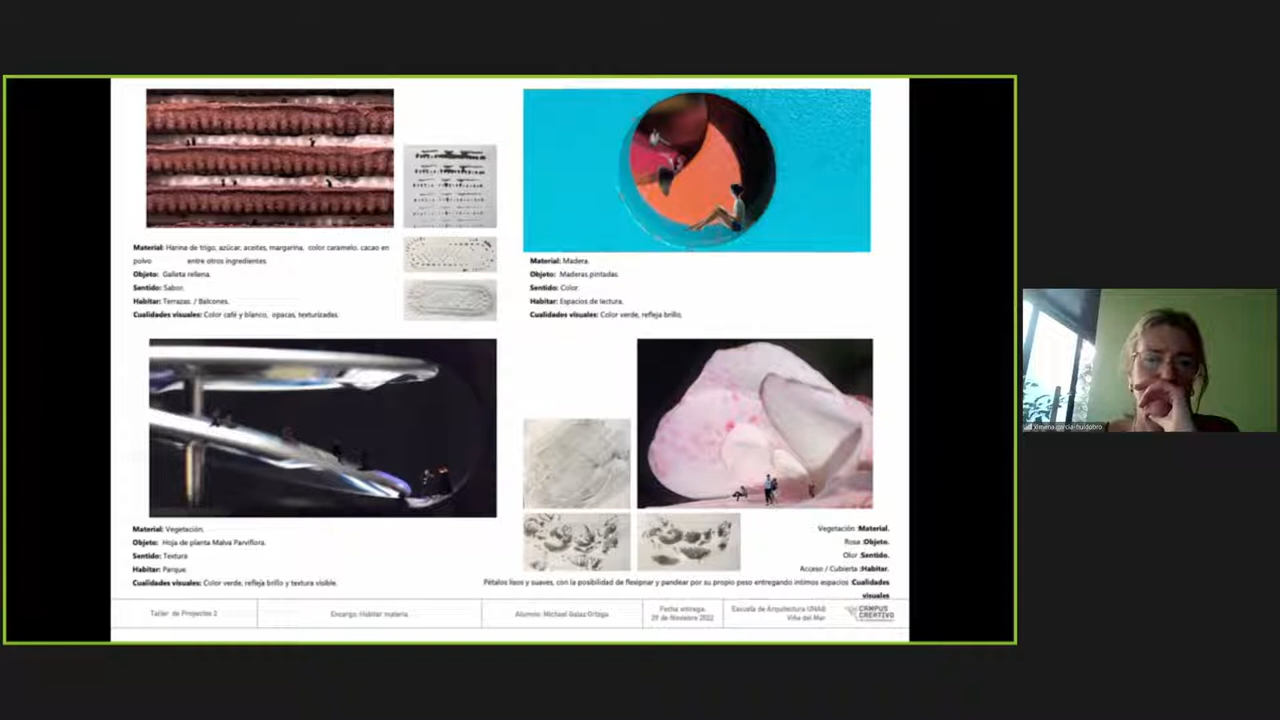 Material: Harina de trigo, azúcar, aceites, margarina, color caramelo, cacao en
polvo entre otros ingredientes.
Objeto: Galleta rellena.
Sentido: Sabor.
Habitar: Terrazas. / Balcones.
Cualidades visuales: Color café y blanco, opacas, texturizadas.
Material: Madera.
Objeto: Maderas pintadas.
Sentido: Color.
Habitar: Espacios de lectura.
Cualidades visuales: Color verde, refleja brillo.
Material: Vegetación.
Objeto: Hoja de planta Malva Parviflora.
Sentido: Textura
Habitar: Parque.
Cualidades visuales: Color verde, refleja brillo y textura visible.
Vegetación :Material.
Rosa :Objeto.
Olor :Sentido.
Acceso / Cubierta :Habitar.
Pétalos lisos y suaves, con la posibilidad de flexionar y pandear por su propio peso entregando intimos espacios :Cualidades
visuales
Taller de Proyectos 2
Encargo: Habitar materia
Alumno: Michael Galaz Ortega
Fecha entrega:
29 de Noviembre 2022
Escuela de Arquitectura UNAB
Viña del Mar
CAMPUS
CREATIVO
ximena garcía-huidobro